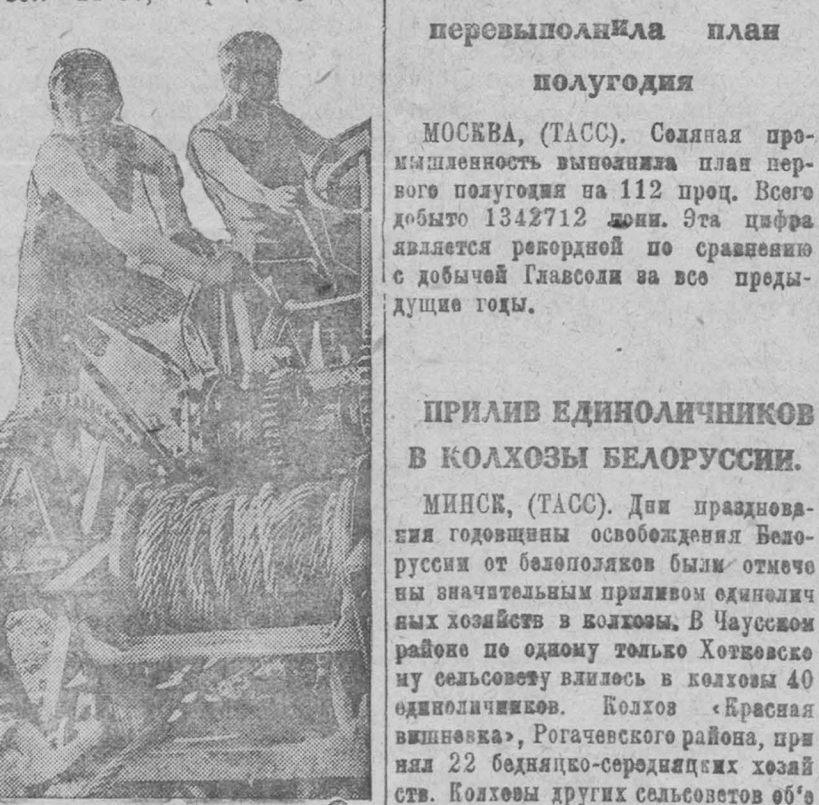 перевыполнила план
полугодия
МОСКВА, (ТАСС). Соляная про-
мышленность выполнила план пер-
вого полугодия на 112 проц. Всего
добыто 1342712 тонн. Эта цифра
является рекордной по сравнению
с добычей Главсоли за все преды-
дущие годы.
ПРИЛИВ ЕДИНОЛИЧНИКОВ
В КОЛХОЗЫ БЕЛОРУССИИ.
МИНСК, (ТАСС). Дни празднова-
ния годовщины освобождения Бело-
руссии от белополяков были отмече
ны значительным приливом единолич
ных хозяйств в колхозы. В Чаусском
районе по одному только Хотковско
му сельсовету влилось в колхозы 40
единоличников. Колхоз «Красная
вишневка», Рогачевского района, при
нял 22 бедняцко-середняцких хозяй
ств. Колхозы других сельсоветов об'е